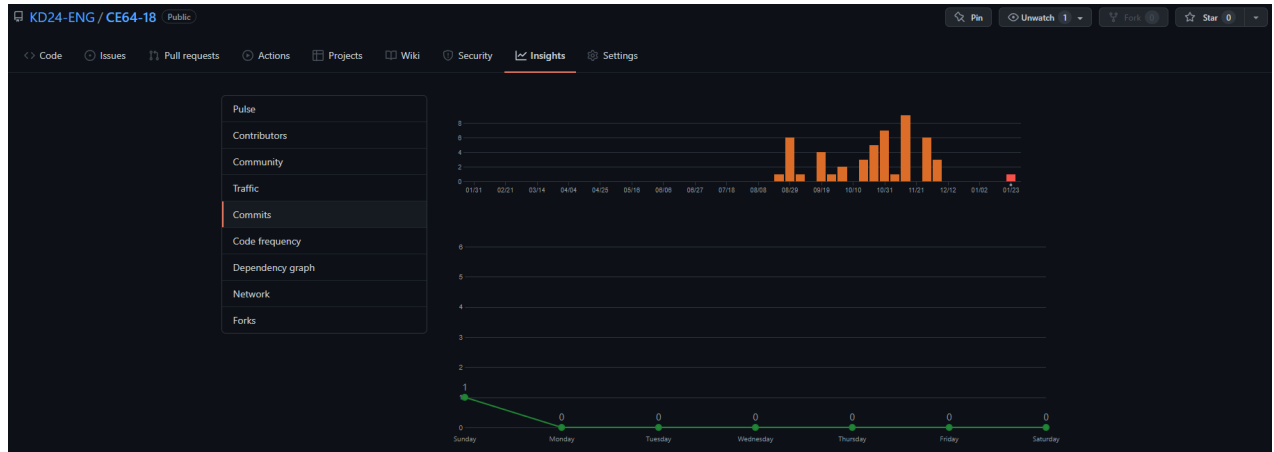 KD24-ENG / CE64-18 Public Pin Unwatch 1 Fork 0 Star 0
Code Issues Pull requests Actions Projects Wiki Security Insights Settings
Pulse
Contributors
Community
Traffic
Commits
Code frequency
Dependency graph
Network
Forks
8
6
4
2
0
01/31 02/21 03/14 04/04 04/25 05/16 06/06 06/27 07/18 08/08 08/29 09/19 10/10 10/31 11/21 12/12 01/02 01/23
6
5
4
3
2
1
0 0 0 0 0 0
0
Sunday Monday Tuesday Wednesday Thursday Friday Saturday